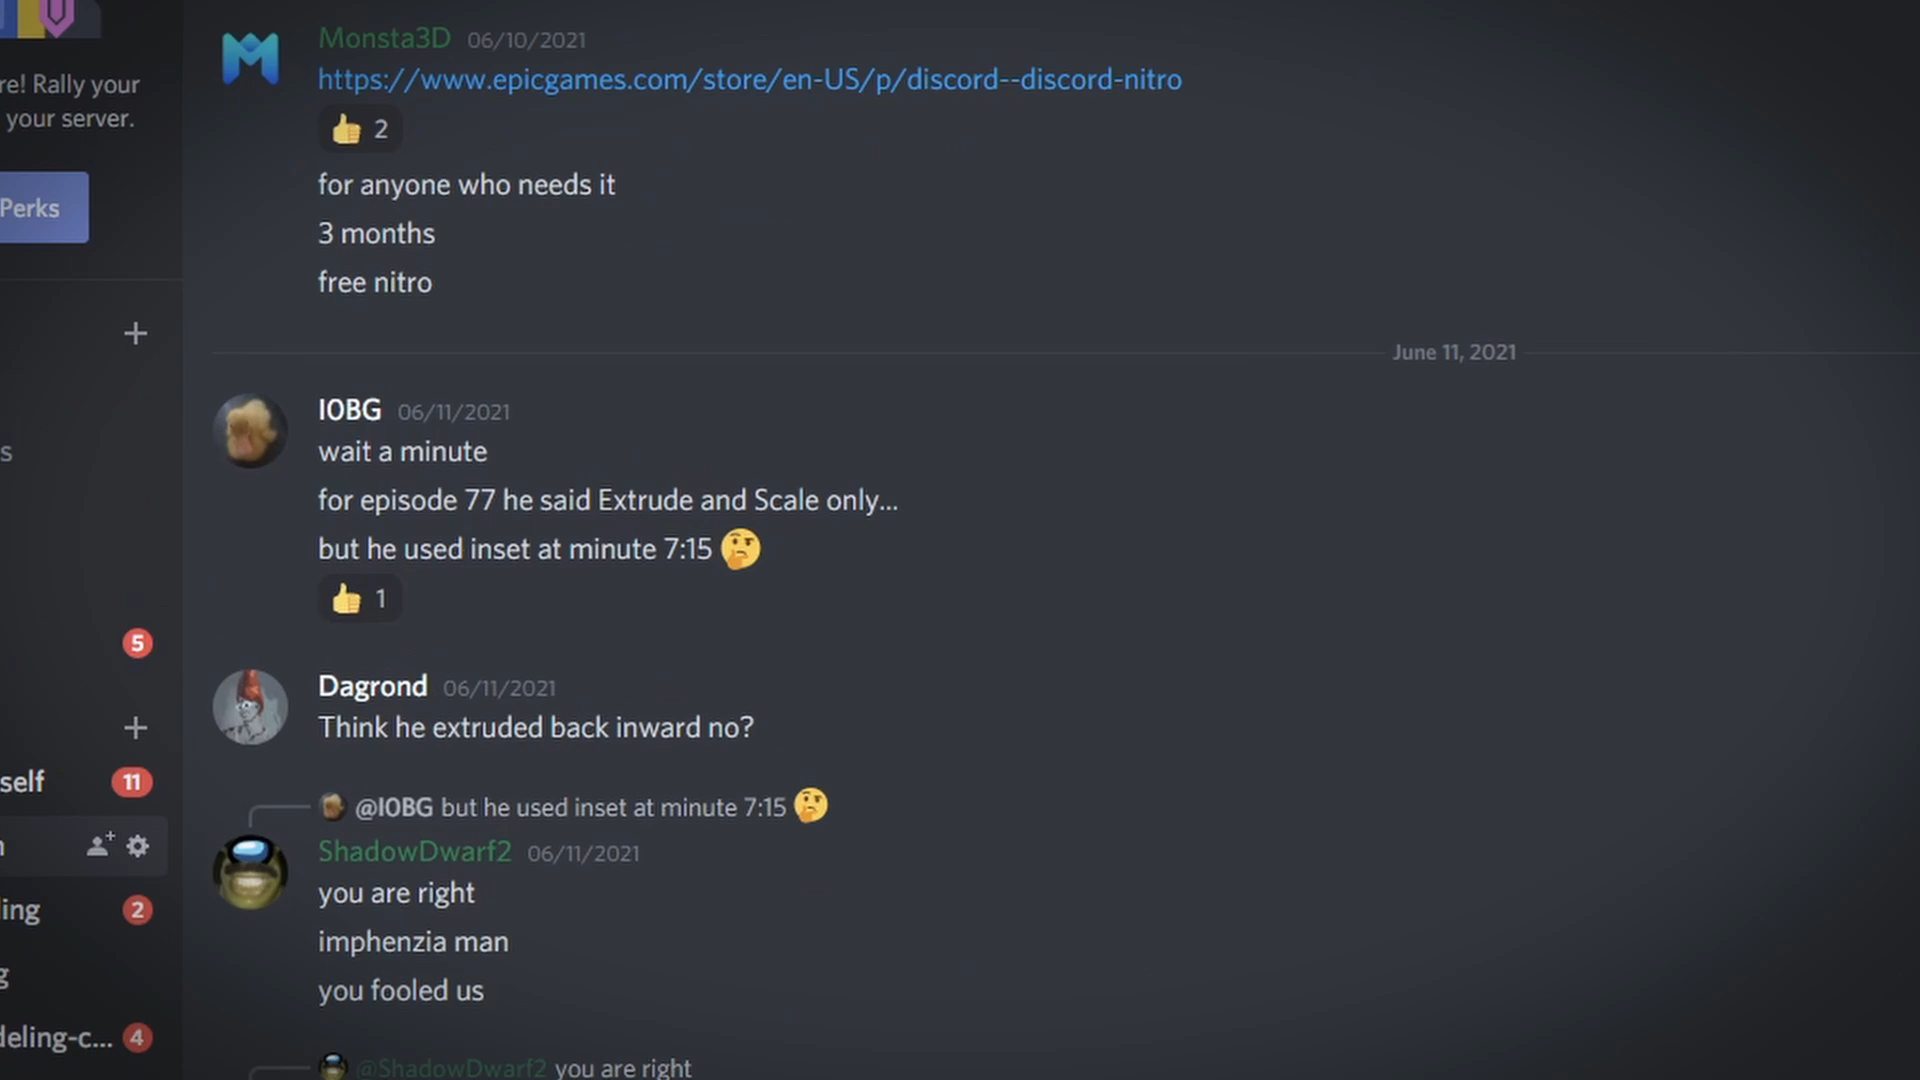 re! Rally your
your server.
Perks
s
5
11
self
n
ling
2
g
deling-c...
4
Monsta3D 06/10/2021
https://www.epicgames.com/store/en-US/p/discord--discord-nitro
👍 2
for anyone who needs it
3 months
free nitro
June 11, 2021
I0BG 06/11/2021
wait a minute
for episode 77 he said Extrude and Scale only...
but he used inset at minute 7:15 🤔
👍 1
Dagrond 06/11/2021
Think he extruded back inward no?
@I0BG but he used inset at minute 7:15 🤔
ShadowDwarf2 06/11/2021
you are right
imphenzia man
you fooled us
@ShadowDwarf2 you are right